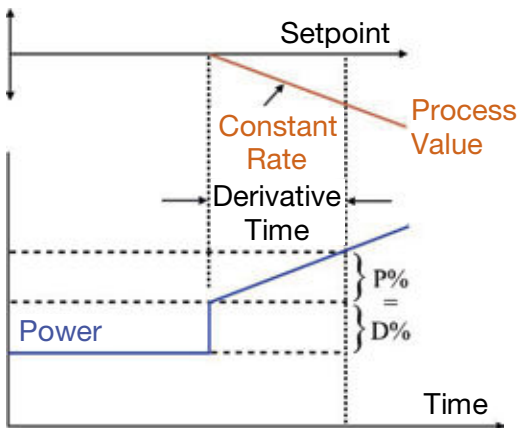 Setpoint
Process
Value
Constant
Rate
Derivative
Time
P%
=
D%
Power
Time